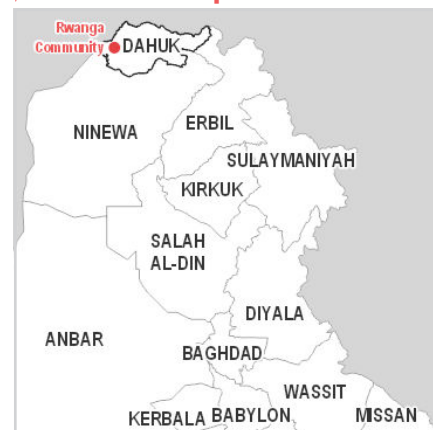 Rwanga
Community
DAHUK
NINEWA
ERBIL
SULAYMANIYAH
KIRKUK
SALAH
AL-DIN
DIYALA
ANBAR
BAGHDAD
WASSIT
KERBALA
BABYLON
MISSAN